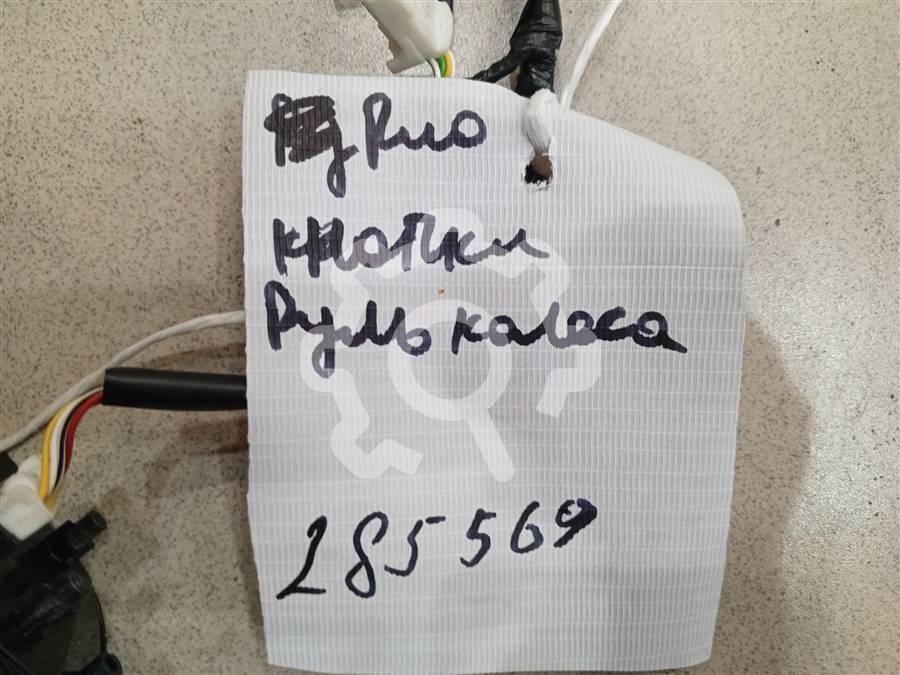 Рио
кнопки
Руль колеса
285569